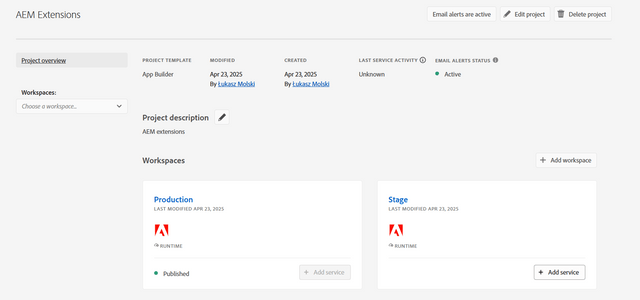 AEM Extensions
Email alerts are active
Edit project
Delete project
Project overview
Workspaces:
Choose a workspace...
PROJECT TEMPLATE
App Builder
MODIFIED
Apr 23, 2025
By Łukasz Molski
CREATED
Apr 23, 2025
By Łukasz Molski
LAST SERVICE ACTIVITY
Unknown
EMAIL ALERTS STATUS
Active
Project description
AEM extensions
Workspaces
+ Add workspace
Production
LAST MODIFIED APR 23, 2025
RUNTIME
Published
+ Add service
Stage
LAST MODIFIED APR 23, 2025
RUNTIME
+ Add service